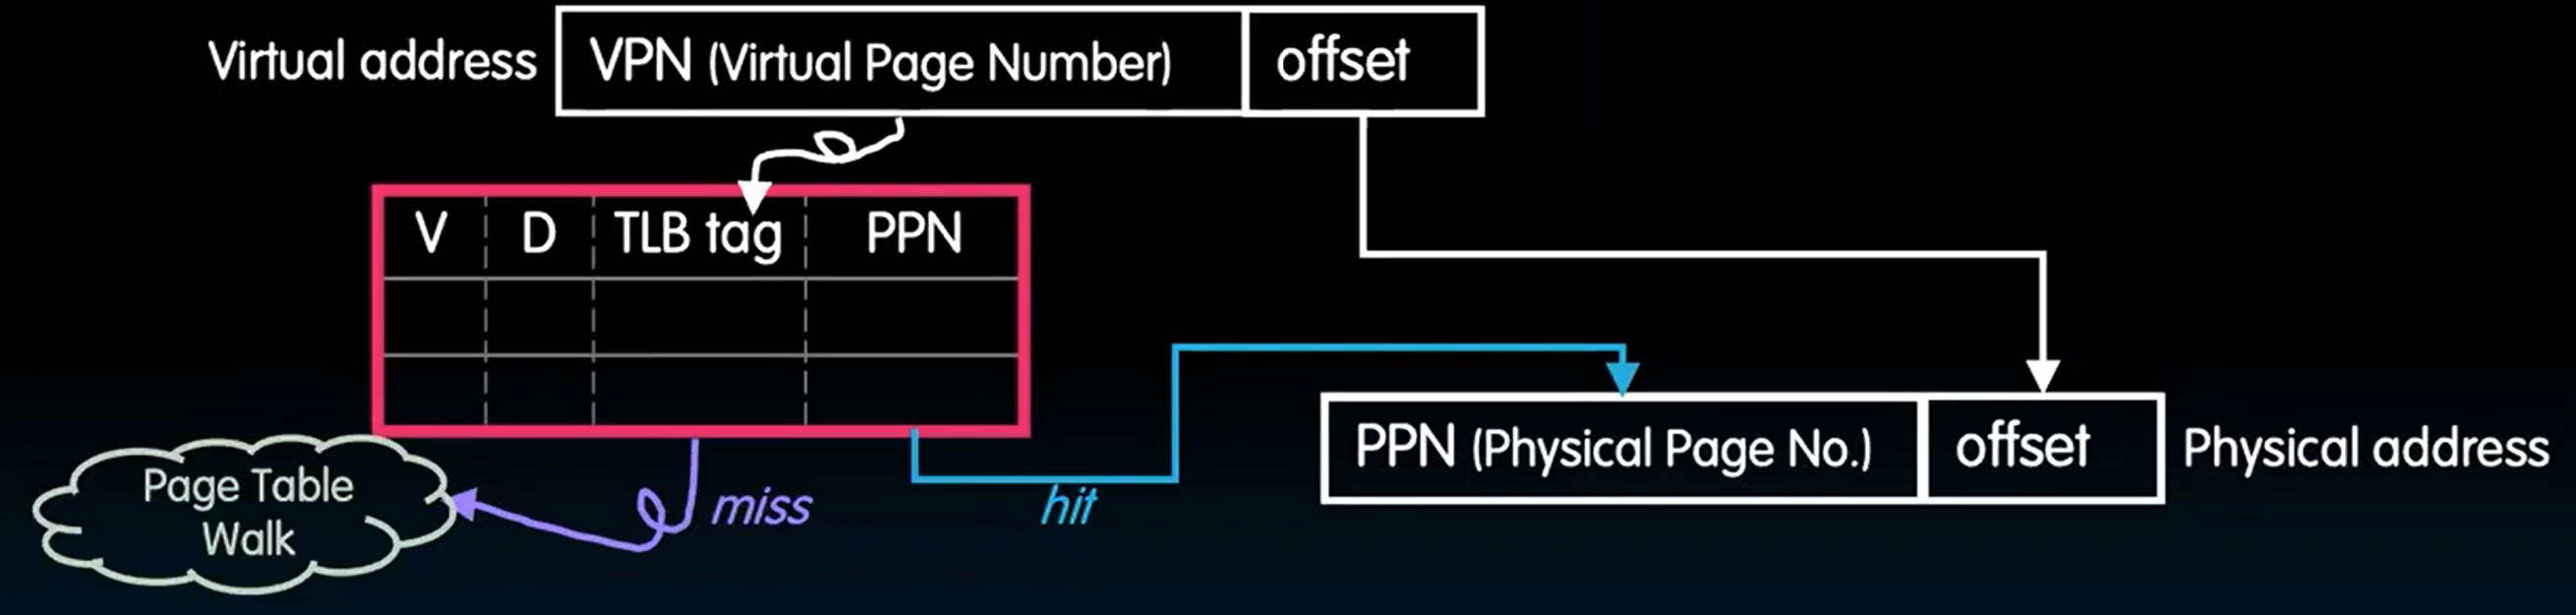 Virtual address
VPN (Virtual Page Number)
offset
V
D
TLB tag
PPN
miss
hit
Page Table
Walk
PPN (Physical Page No.)
offset
Physical address